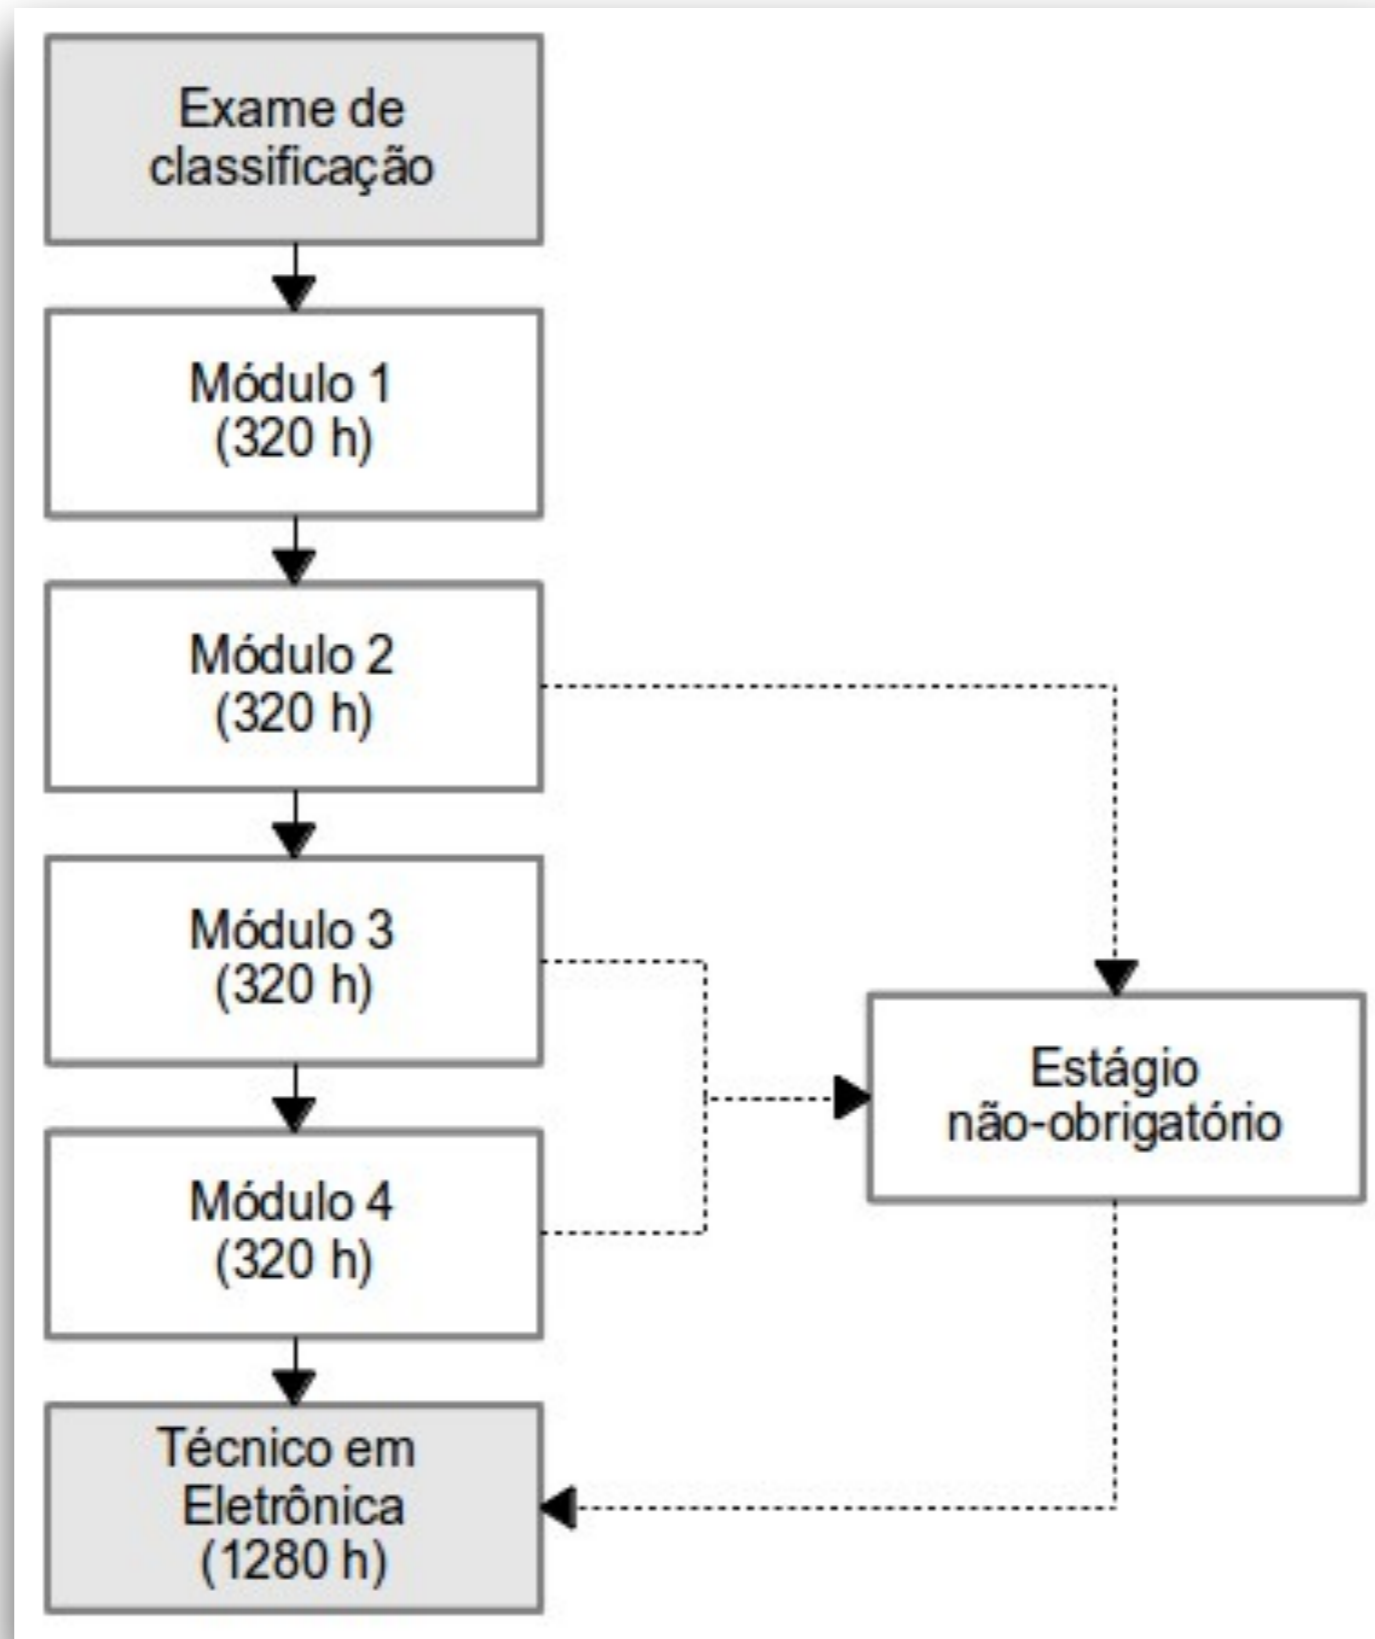 Exame de
classificação
Módulo 1
(320 h)
Módulo 2
(320 h)
Módulo 3
(320 h)
Módulo 4
(320 h)
Estágio
não-obrigatório
Técnico em
Eletrônica
(1280 h)